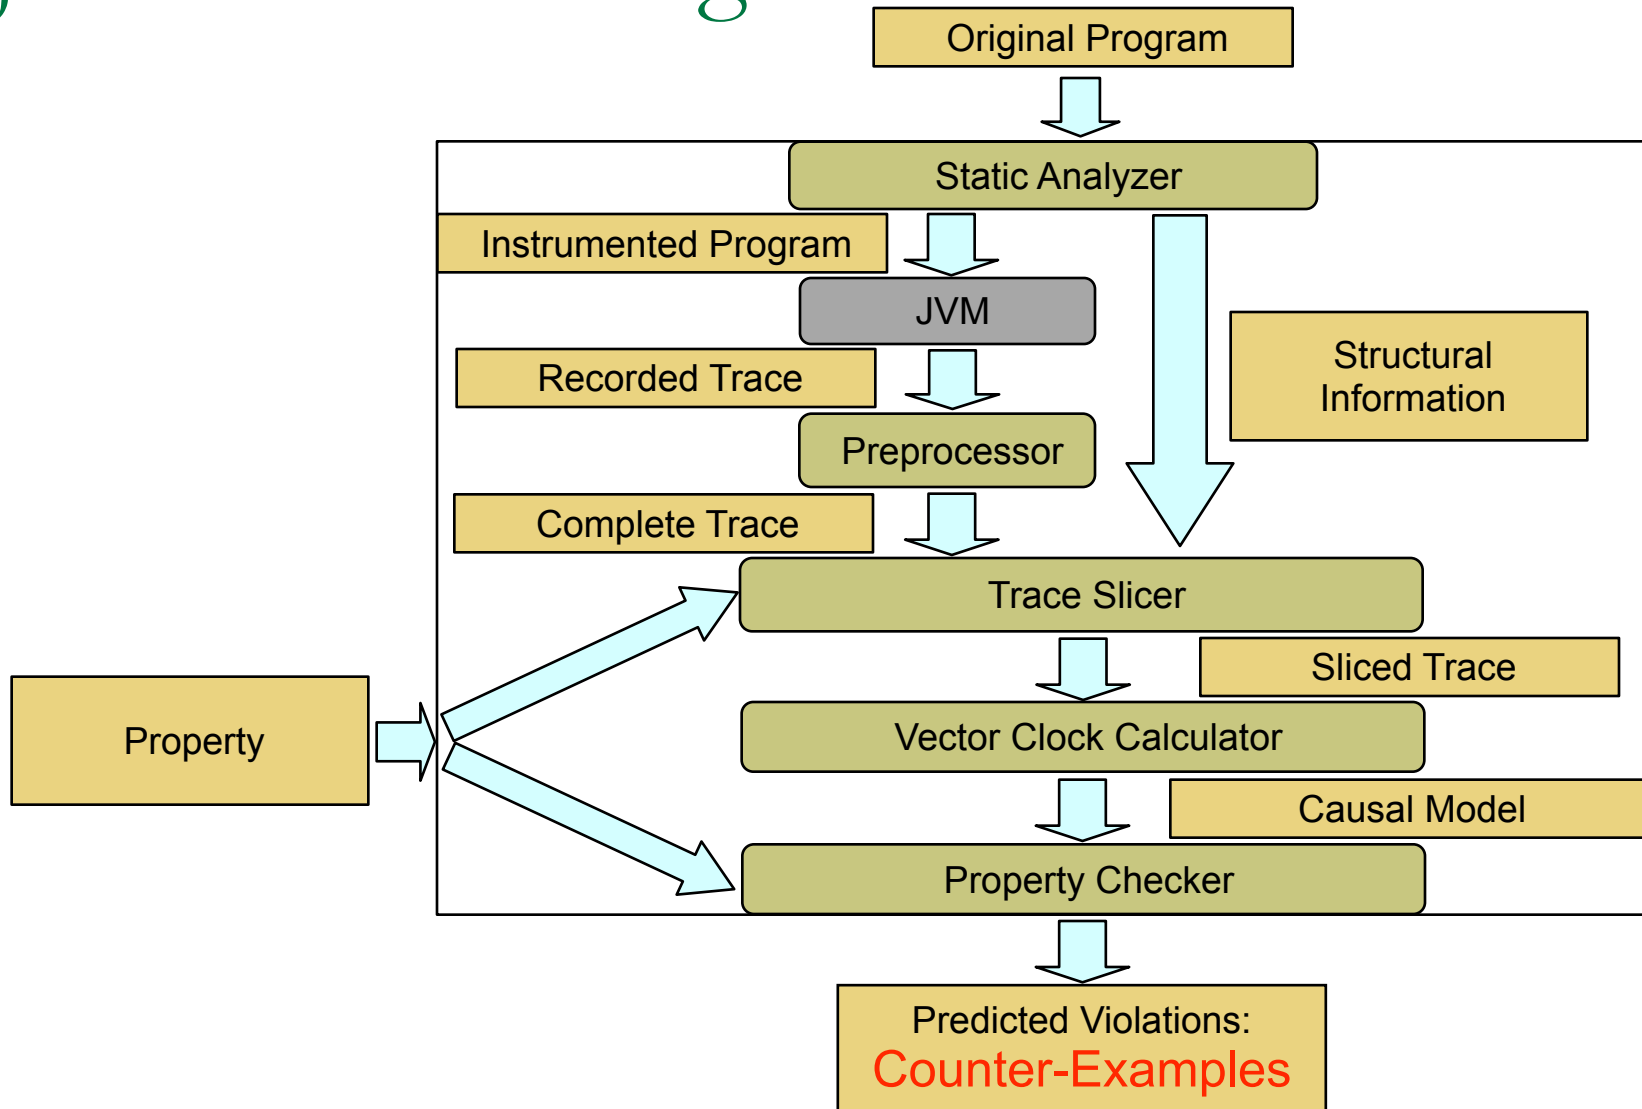 Original Program
Static Analyzer
Instrumented Program
JVM
Structural
Information
Recorded Trace
Preprocessor
Complete Trace
Trace Slicer
Sliced Trace
Property
Vector Clock Calculator
Causal Model
Property Checker
Predicted Violations:
Counter-Examples